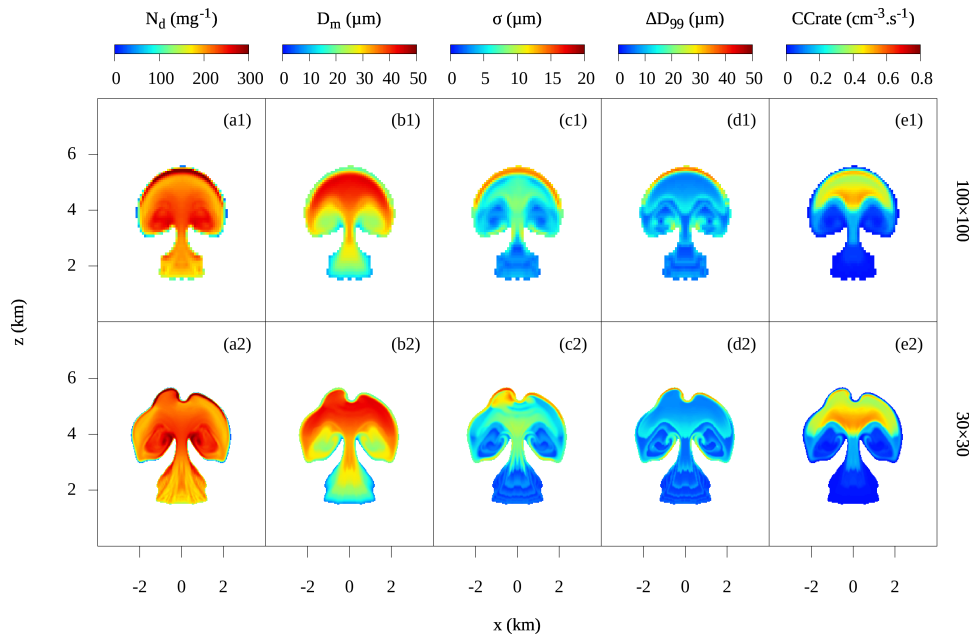 N_d (mg^-1) D_m (µm) σ (µm) ΔD_99 (µm) CCrate (cm^-3.s^-1)
0 100 200 300 0 10 20 30 40 50 0 5 10 15 20 0 10 20 30 40 50 0 0.2 0.4 0.6 0.8
(a1) (b1) (c1) (d1) (e1)
6
4
2
100×100
z (km)
(a2) (b2) (c2) (d2) (e2)
6
4
2
30×30
-2 0 2 -2 0 2 -2 0 2 -2 0 2 -2 0 2
x (km)